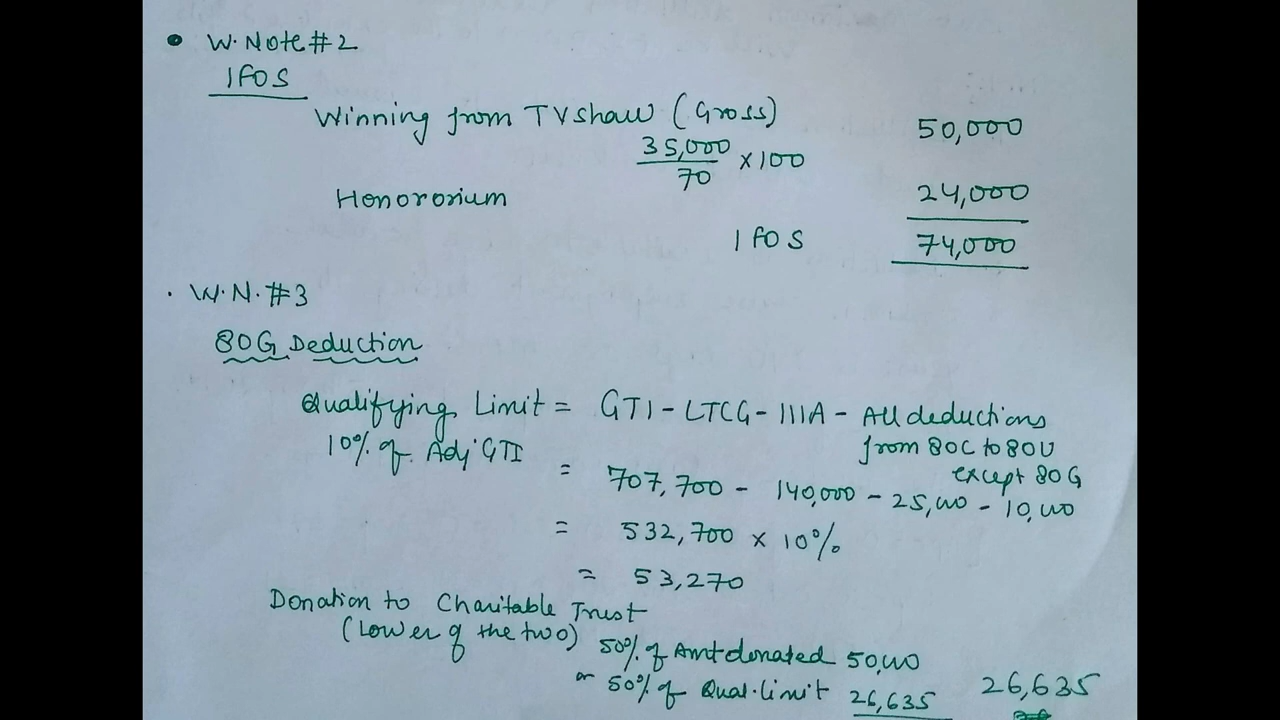 • W. Note # 2
IFOS
Winning from TV show (Gross) 50,000
35,000
70 × 100
Honororium 24,000
IFOS 74,000
· W.N. # 3
80G Deduction
Qualifying Limit = GTI - LTCG - 111A - All deductions
10% of Adj GTI from 80C to 80U
except 80G
= 707,700 - 140,000 - 25,000 - 10,000
= 532,700 × 10%
= 53,270
Donation to Charitable Trust
(Lower of the two) 50% of Amt donated 50,000
or 50% of Qual. limit 26,635 26,635